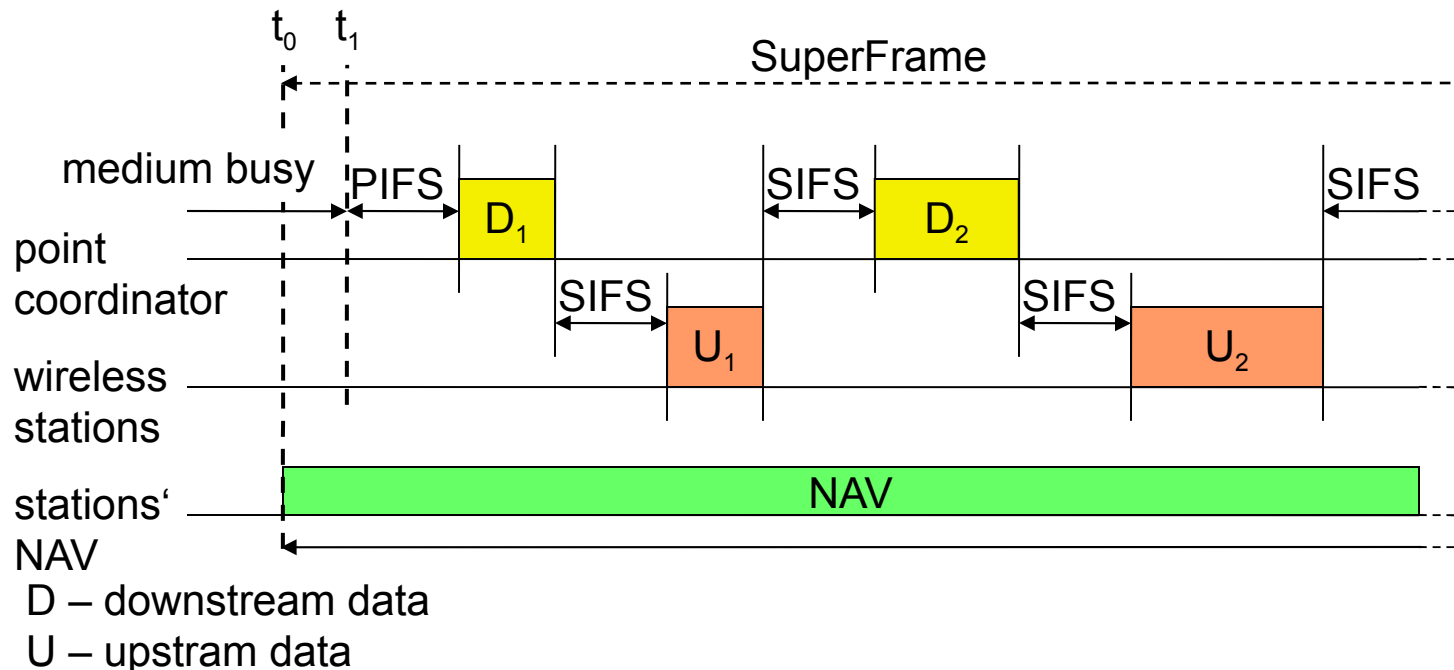 t0 t1
SuperFrame
medium busy
PIFS
SIFS
SIFS
D1
D2
point
coordinator
SIFS
SIFS
U1
U2
wireless
stations
stations‘
NAV
NAV
D – downstream data
U – upstram data